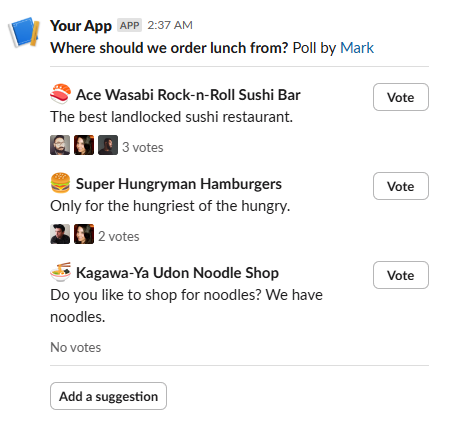 Your App APP 2:37 AM
Where should we order lunch from? Poll by Mark
Ace Wasabi Rock-n-Roll Sushi Bar
Vote
The best landlocked sushi restaurant.
3 votes
Super Hungryman Hamburgers
Vote
Only for the hungriest of the hungry.
2 votes
Kagawa-Ya Udon Noodle Shop
Vote
Do you like to shop for noodles? We have
noodles.
No votes
Add a suggestion